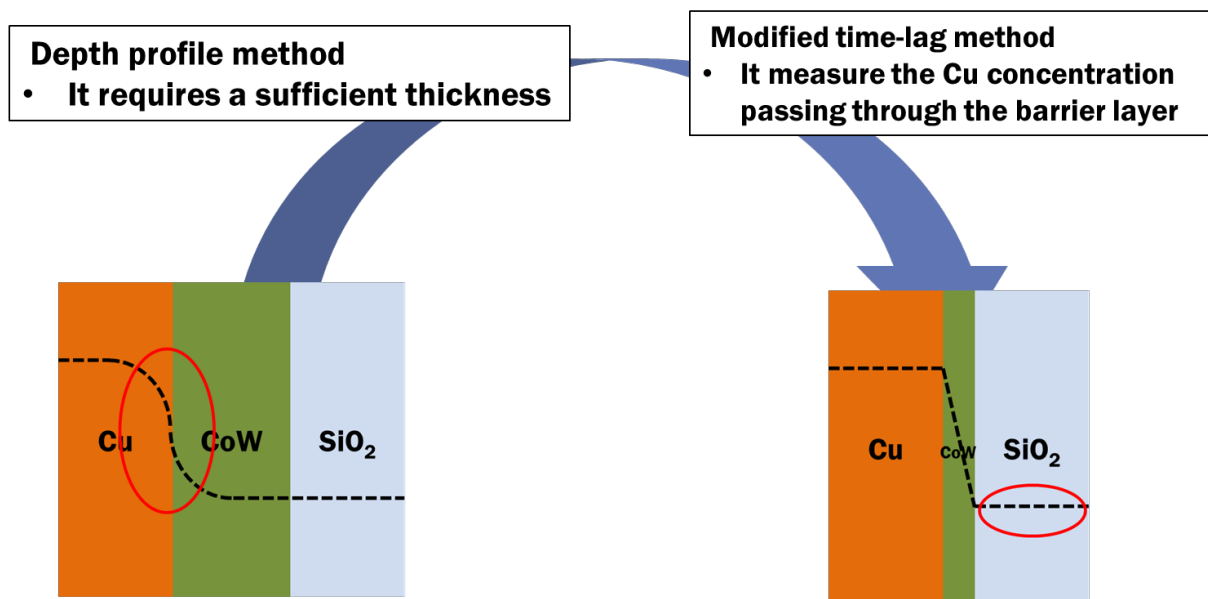 Depth profile method
• It requires a sufficient thickness
Modified time-lag method
• It measure the Cu concentration
passing through the barrier layer
Cu
CoW
SiO₂
Cu
CoW
SiO₂